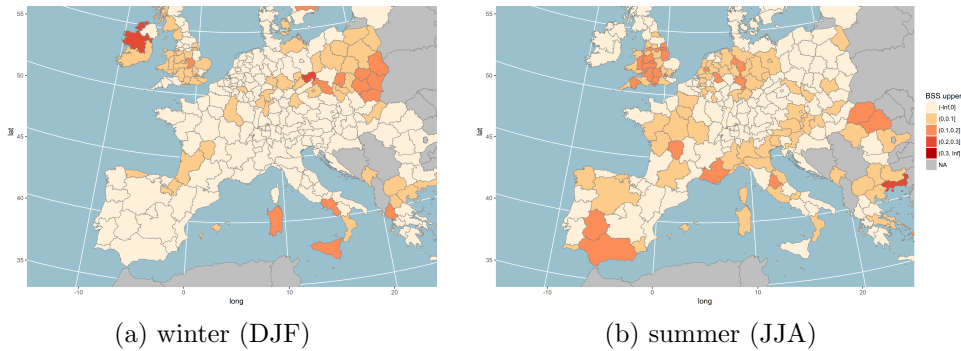 55
50
45
40
35
lat
-10
0
10
20
long
(a) winter (DJF)
55
50
45
40
35
lat
-10
0
10
20
long
(b) summer (JJA)
BSS upper
(-Inf,0]
(0,0.1]
(0.1,0.2]
(0.2,0.3]
(0.3, Inf]
NA